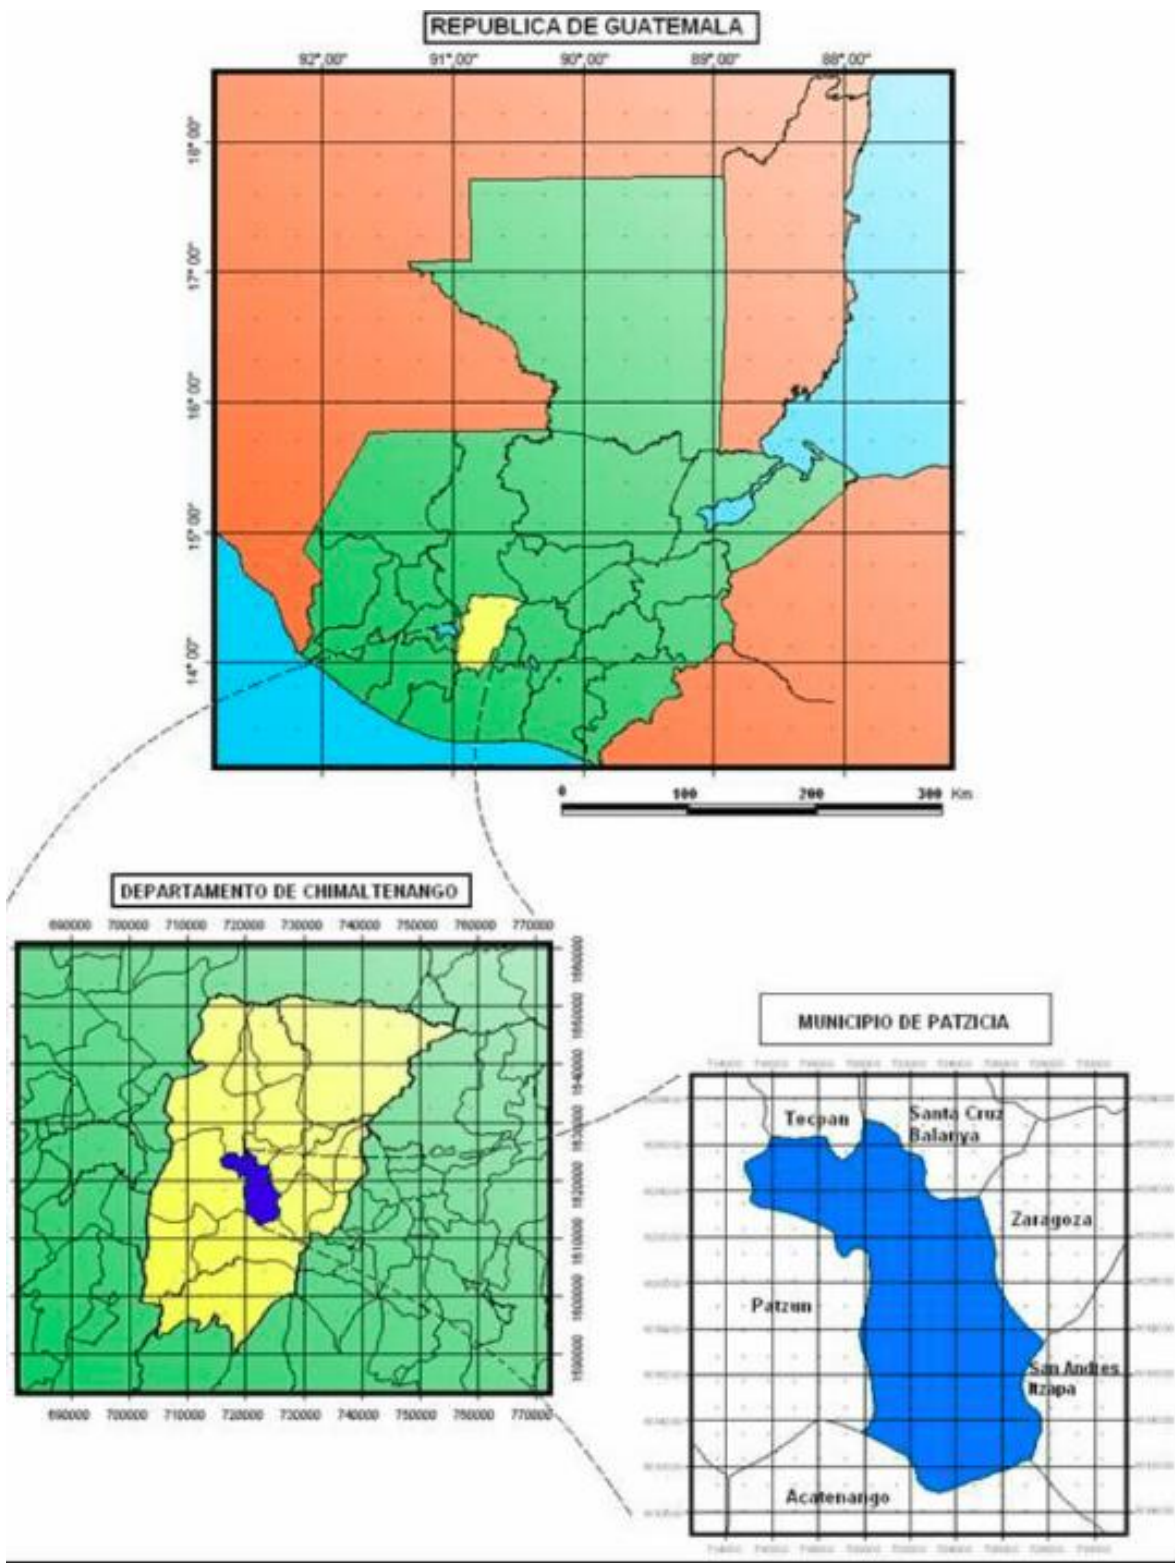 REPUBLICA DE GUATEMALA
92°00" 91°00" 90°00" 89°00" 88°00"
18°00"
17°00"
16°00"
15°00"
14°00"
0 100 200 300 Km
DEPARTAMENTO DE CHIMALTENANGO
690000 700000 710000 720000 730000 740000 750000 760000 770000
1660000
1650000
1640000
1630000
1620000
1610000
1600000
1590000
690000 700000 710000 720000 730000 740000 750000 760000 770000
MUNICIPIO DE PATZICIA
Tecpan
Santa Cruz
Balanya
Zaragoza
Patzun
San Andres
Itzapa
Acatenango